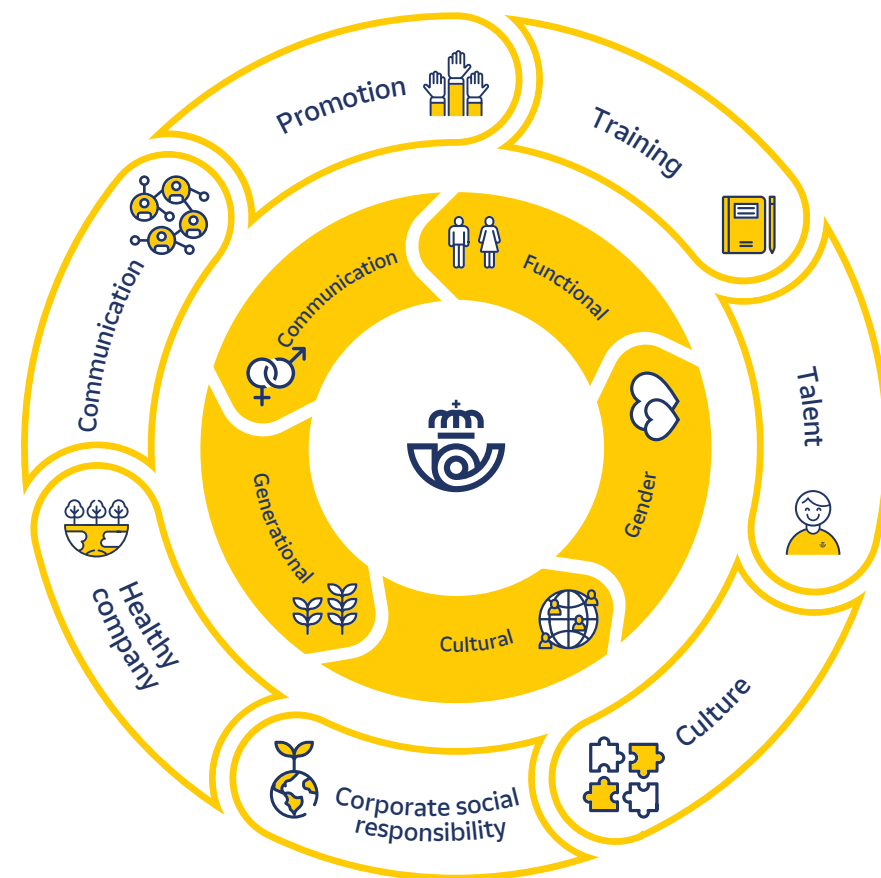 Promotion
Training
Talent
Culture
Corporate social
responsibility
Healthy
company
Communication
Communication
Functional
Gender
Cultural
Generational